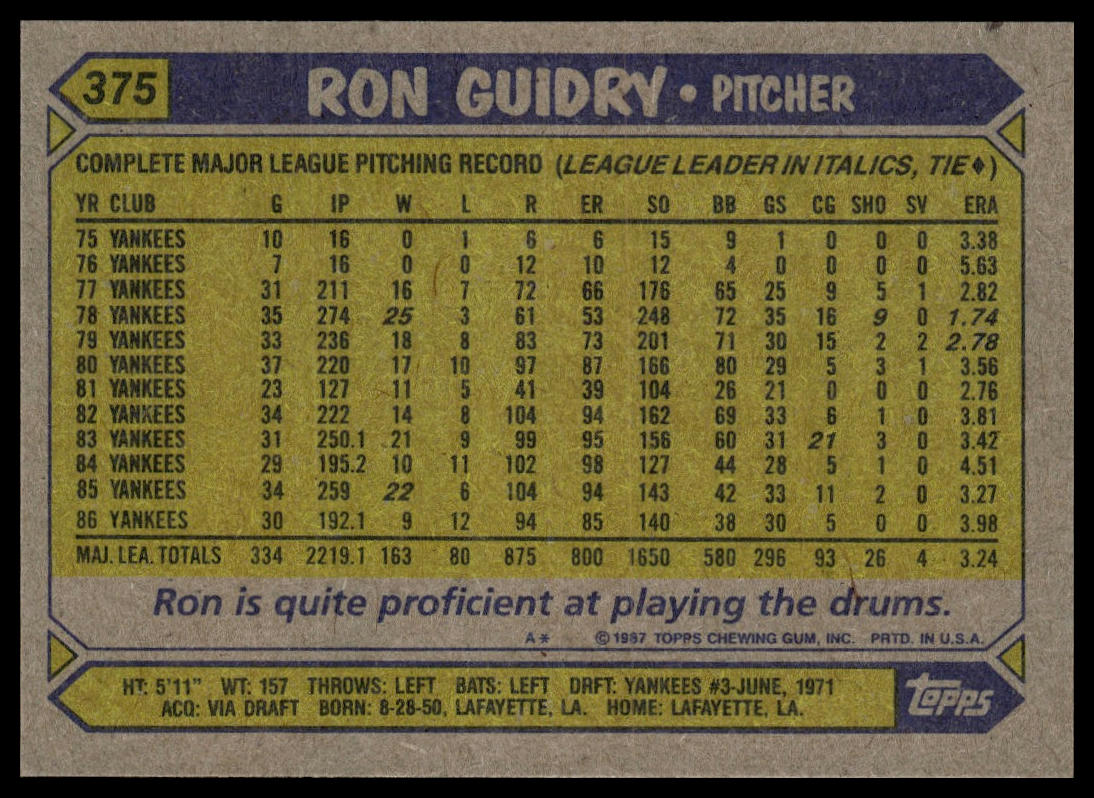 375 RON GUIDRY • PITCHER
COMPLETE MAJOR LEAGUE PITCHING RECORD (LEAGUE LEADER IN ITALICS, TIE♦)
YR CLUB G IP W L R ER SO BB GS CG SHO SV ERA
75 YANKEES 10 16 0 1 6 6 15 9 1 0 0 0 3.38
76 YANKEES 7 16 0 0 12 10 12 4 0 0 0 0 5.63
77 YANKEES 31 211 16 7 72 66 176 65 25 9 5 1 2.82
78 YANKEES 35 274 25 3 61 53 248 72 35 16 9 0 1.74
79 YANKEES 33 236 18 8 83 73 201 71 30 15 2 2 2.78
80 YANKEES 37 220 17 10 97 87 166 80 29 5 3 1 3.56
81 YANKEES 23 127 11 5 41 39 104 26 21 0 0 0 2.76
82 YANKEES 34 222 14 8 104 94 162 69 33 6 1 0 3.81
83 YANKEES 31 250.1 21 9 99 95 156 60 31 21 3 0 3.42
84 YANKEES 29 195.2 10 11 102 98 127 44 28 5 1 0 4.51
85 YANKEES 34 259 22 6 104 94 143 42 33 11 2 0 3.27
86 YANKEES 30 192.1 9 12 94 85 140 38 30 5 0 0 3.98
MAJ. LEA. TOTALS 334 2219.1 163 80 875 800 1650 580 296 93 26 4 3.24
Ron is quite proficient at playing the drums.
A* ©1987 TOPPS CHEWING GUM, INC. PRTD. IN U.S.A.
HT: 5'11" WT: 157 THROWS: LEFT BATS: LEFT DRFT: YANKEES #3-JUNE, 1971
ACQ: VIA DRAFT BORN: 8-28-50, LAFAYETTE, LA. HOME: LAFAYETTE, LA.
topps